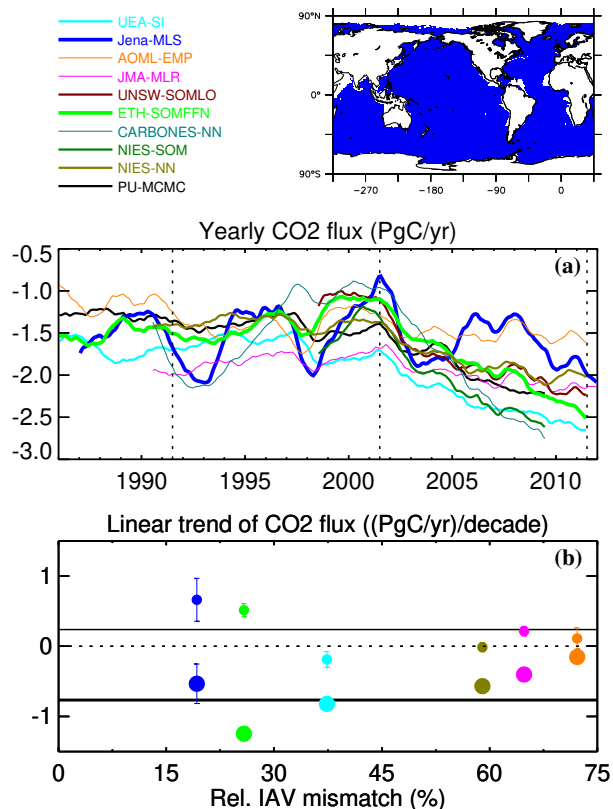 UEA-SI
Jena-MLS
AOML-EMP
JMA-MLR
UNSW-SOMLO
ETH-SOMFFN
CARBONES-NN
NIES-SOM
NIES-NN
PU-MCMC
90°N
0°
90°S
-270 -180 -90 0
Yearly CO2 flux (PgC/yr)
(a)
-0.5
-1.0
-1.5
-2.0
-2.5
-3.0
1990 1995 2000 2005 2010
Linear trend of CO2 flux ((PgC/yr)/decade)
(b)
1
0
-1
0 15 30 45 60 75
Rel. IAV mismatch (%)